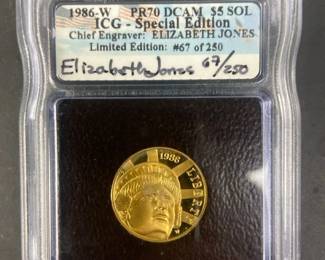 1986-W PR70 DCAM $5 SOL
ICG - Special Edition
Chief Engraver: ELIZABETH JONES
Limited Edition: #67 of 250
Elizabeth Jones 67/250
1986
LIBERTY